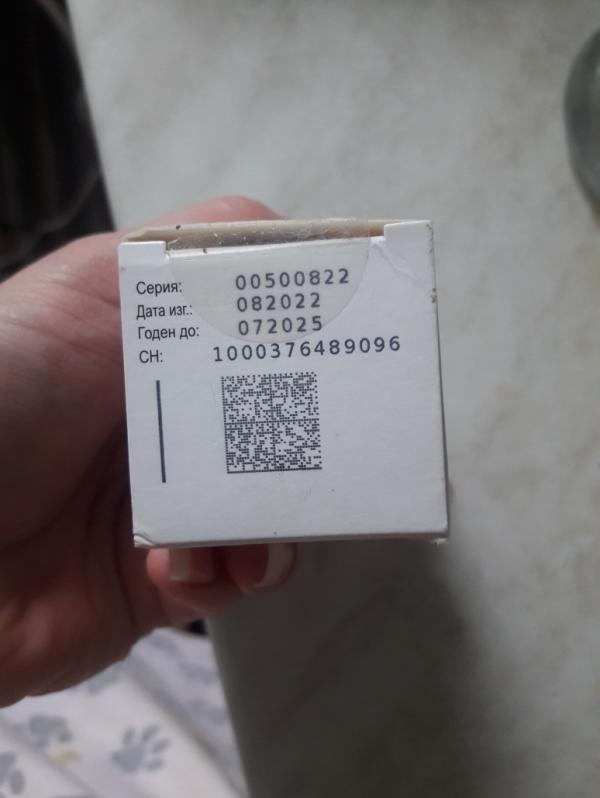 Серия: 00500822
Дата изг.: 082022
Годен до: 072025
СН: 1000376489096